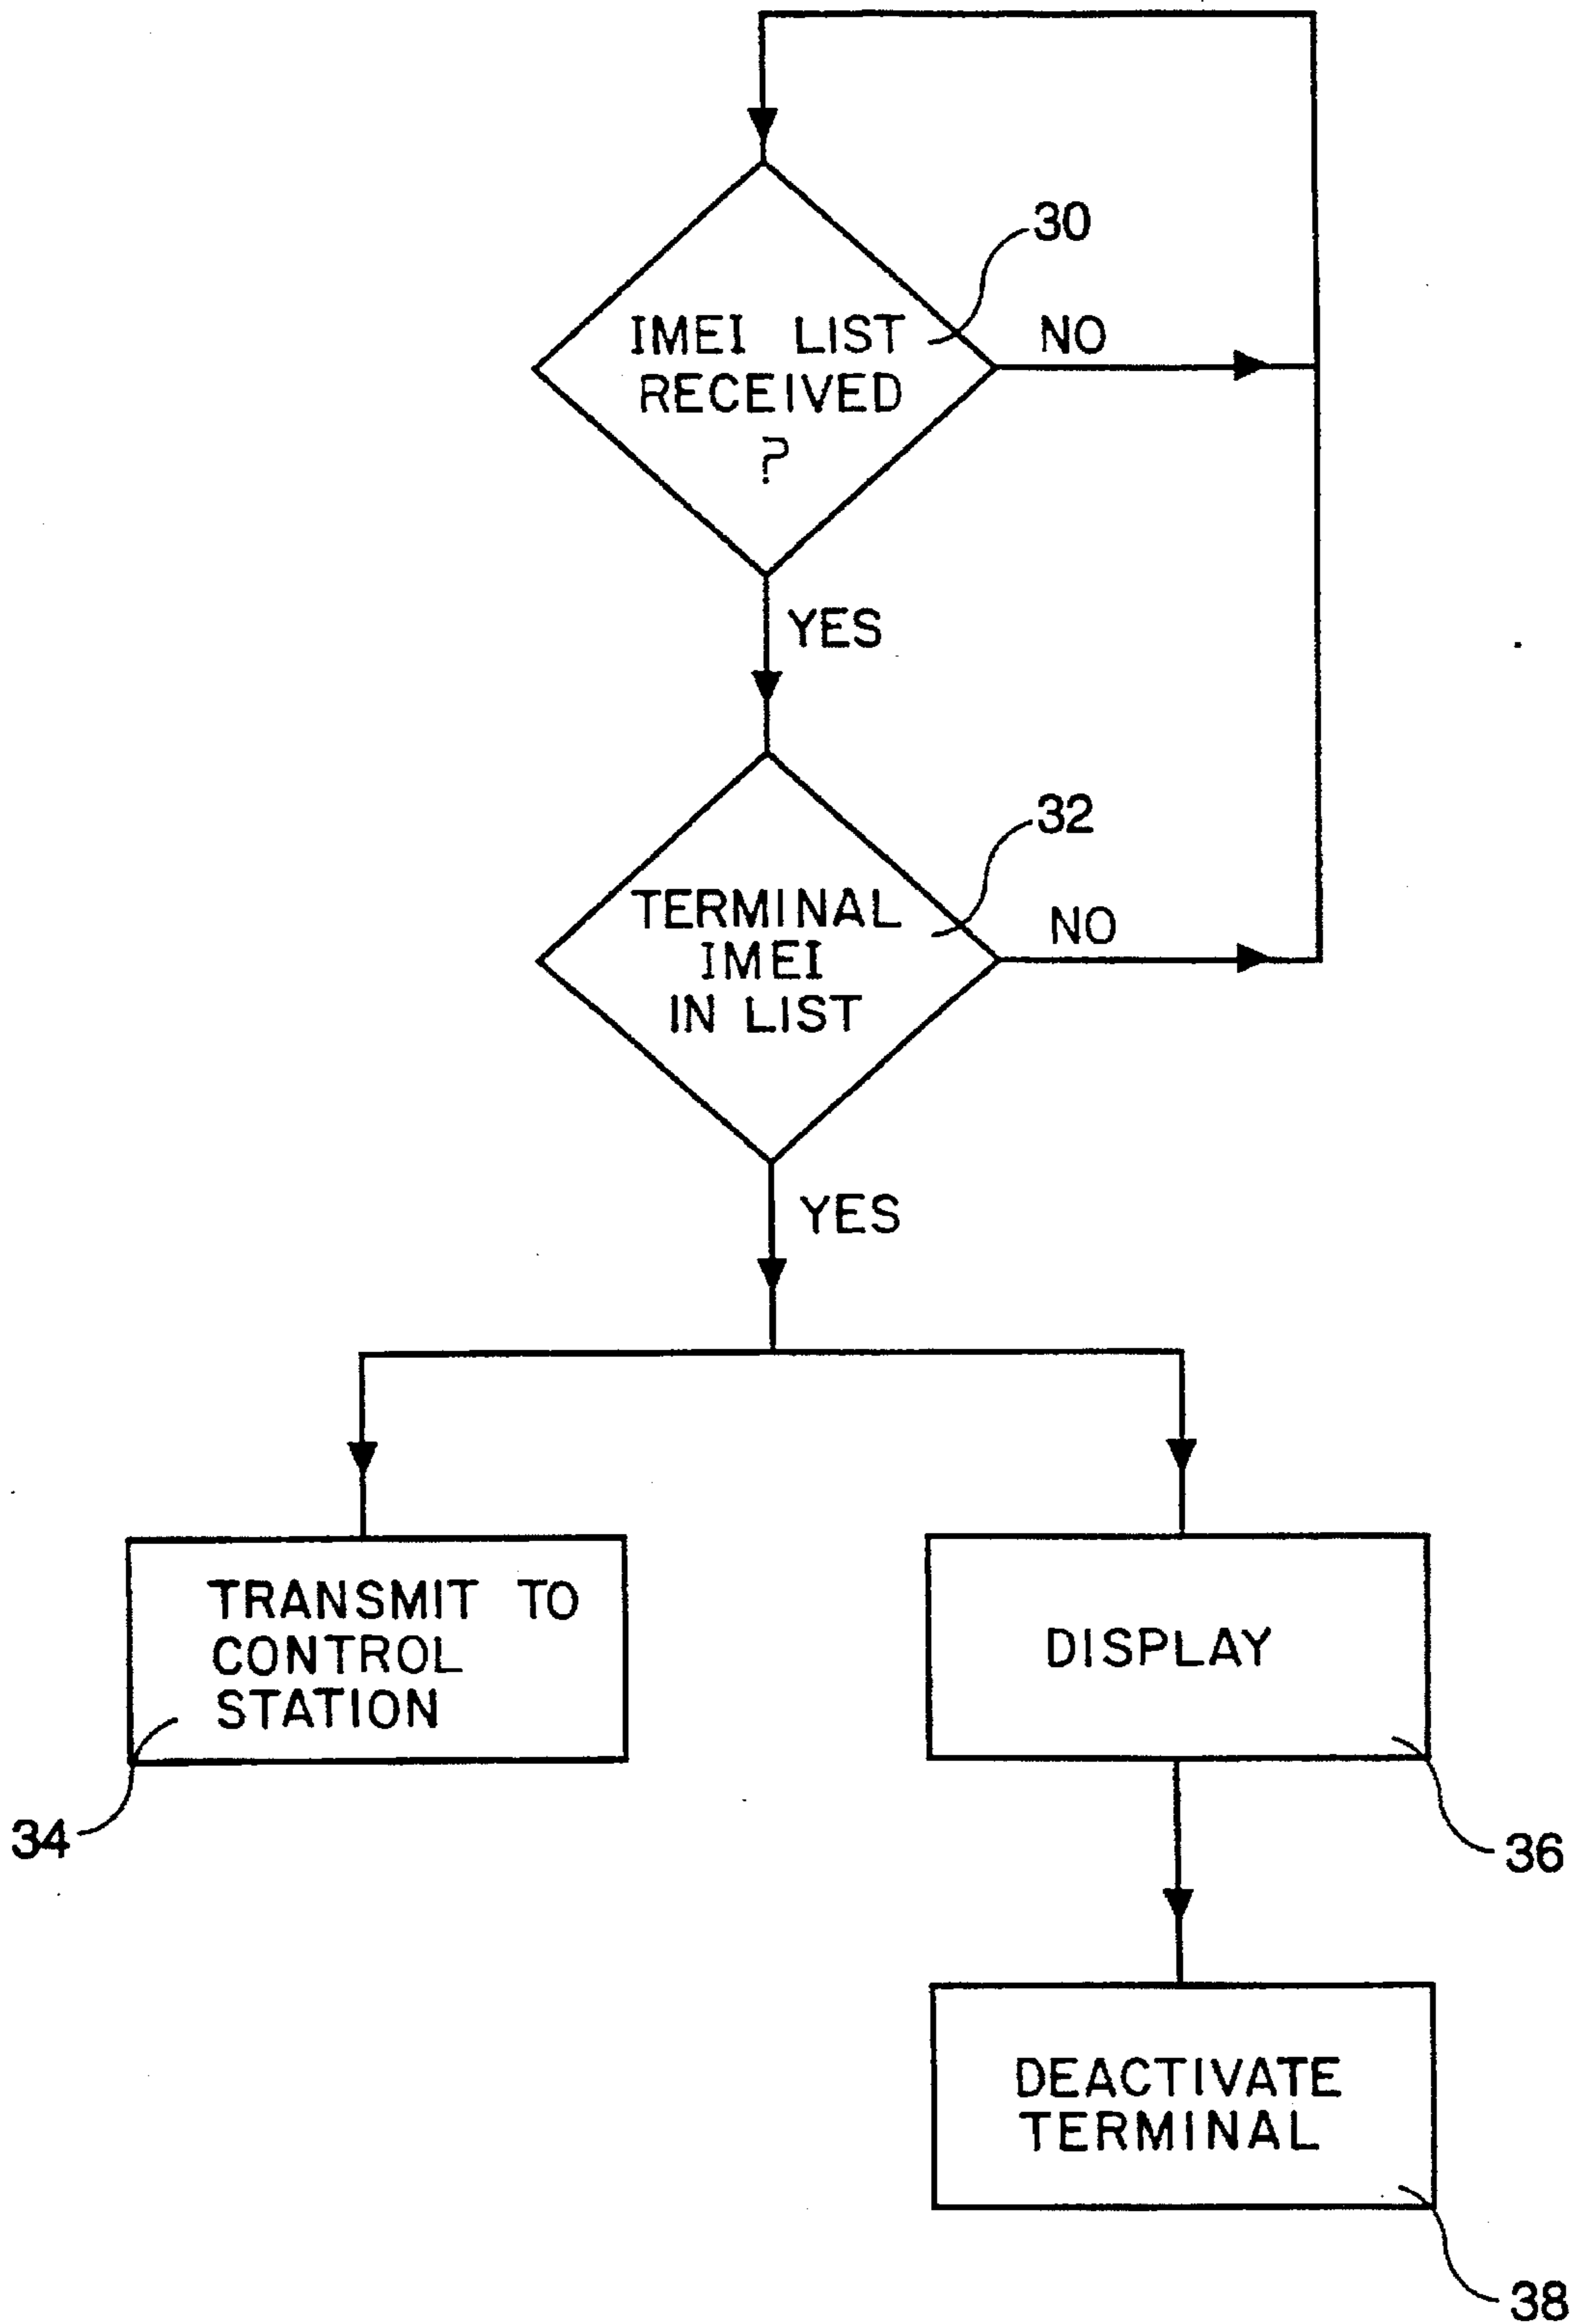 30
IMEI LIST
RECEIVED
?
NO
YES
32
TERMINAL
IMEI
IN LIST
NO
YES
TRANSMIT TO
CONTROL
STATION
34
DISPLAY
36
DEACTIVATE
TERMINAL
38